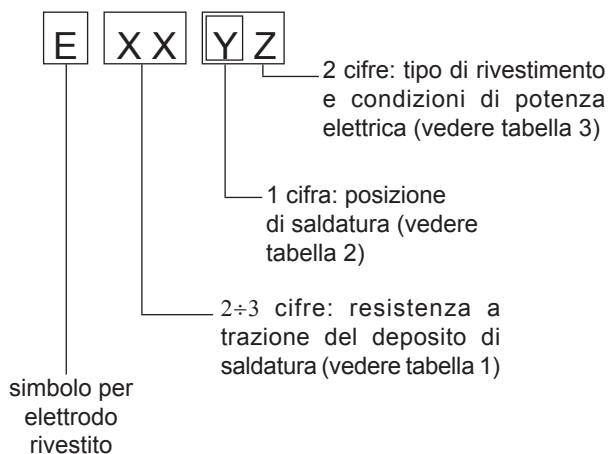 E XX YZ
2 cifre: tipo di rivestimento
e condizioni di potenza
elettrica (vedere tabella 3)
1 cifra: posizione
di saldatura (vedere
tabella 2)
2÷3 cifre: resistenza a
trazione del deposito di
saldatura (vedere tabella 1)
simbolo per
elettrodo
rivestito